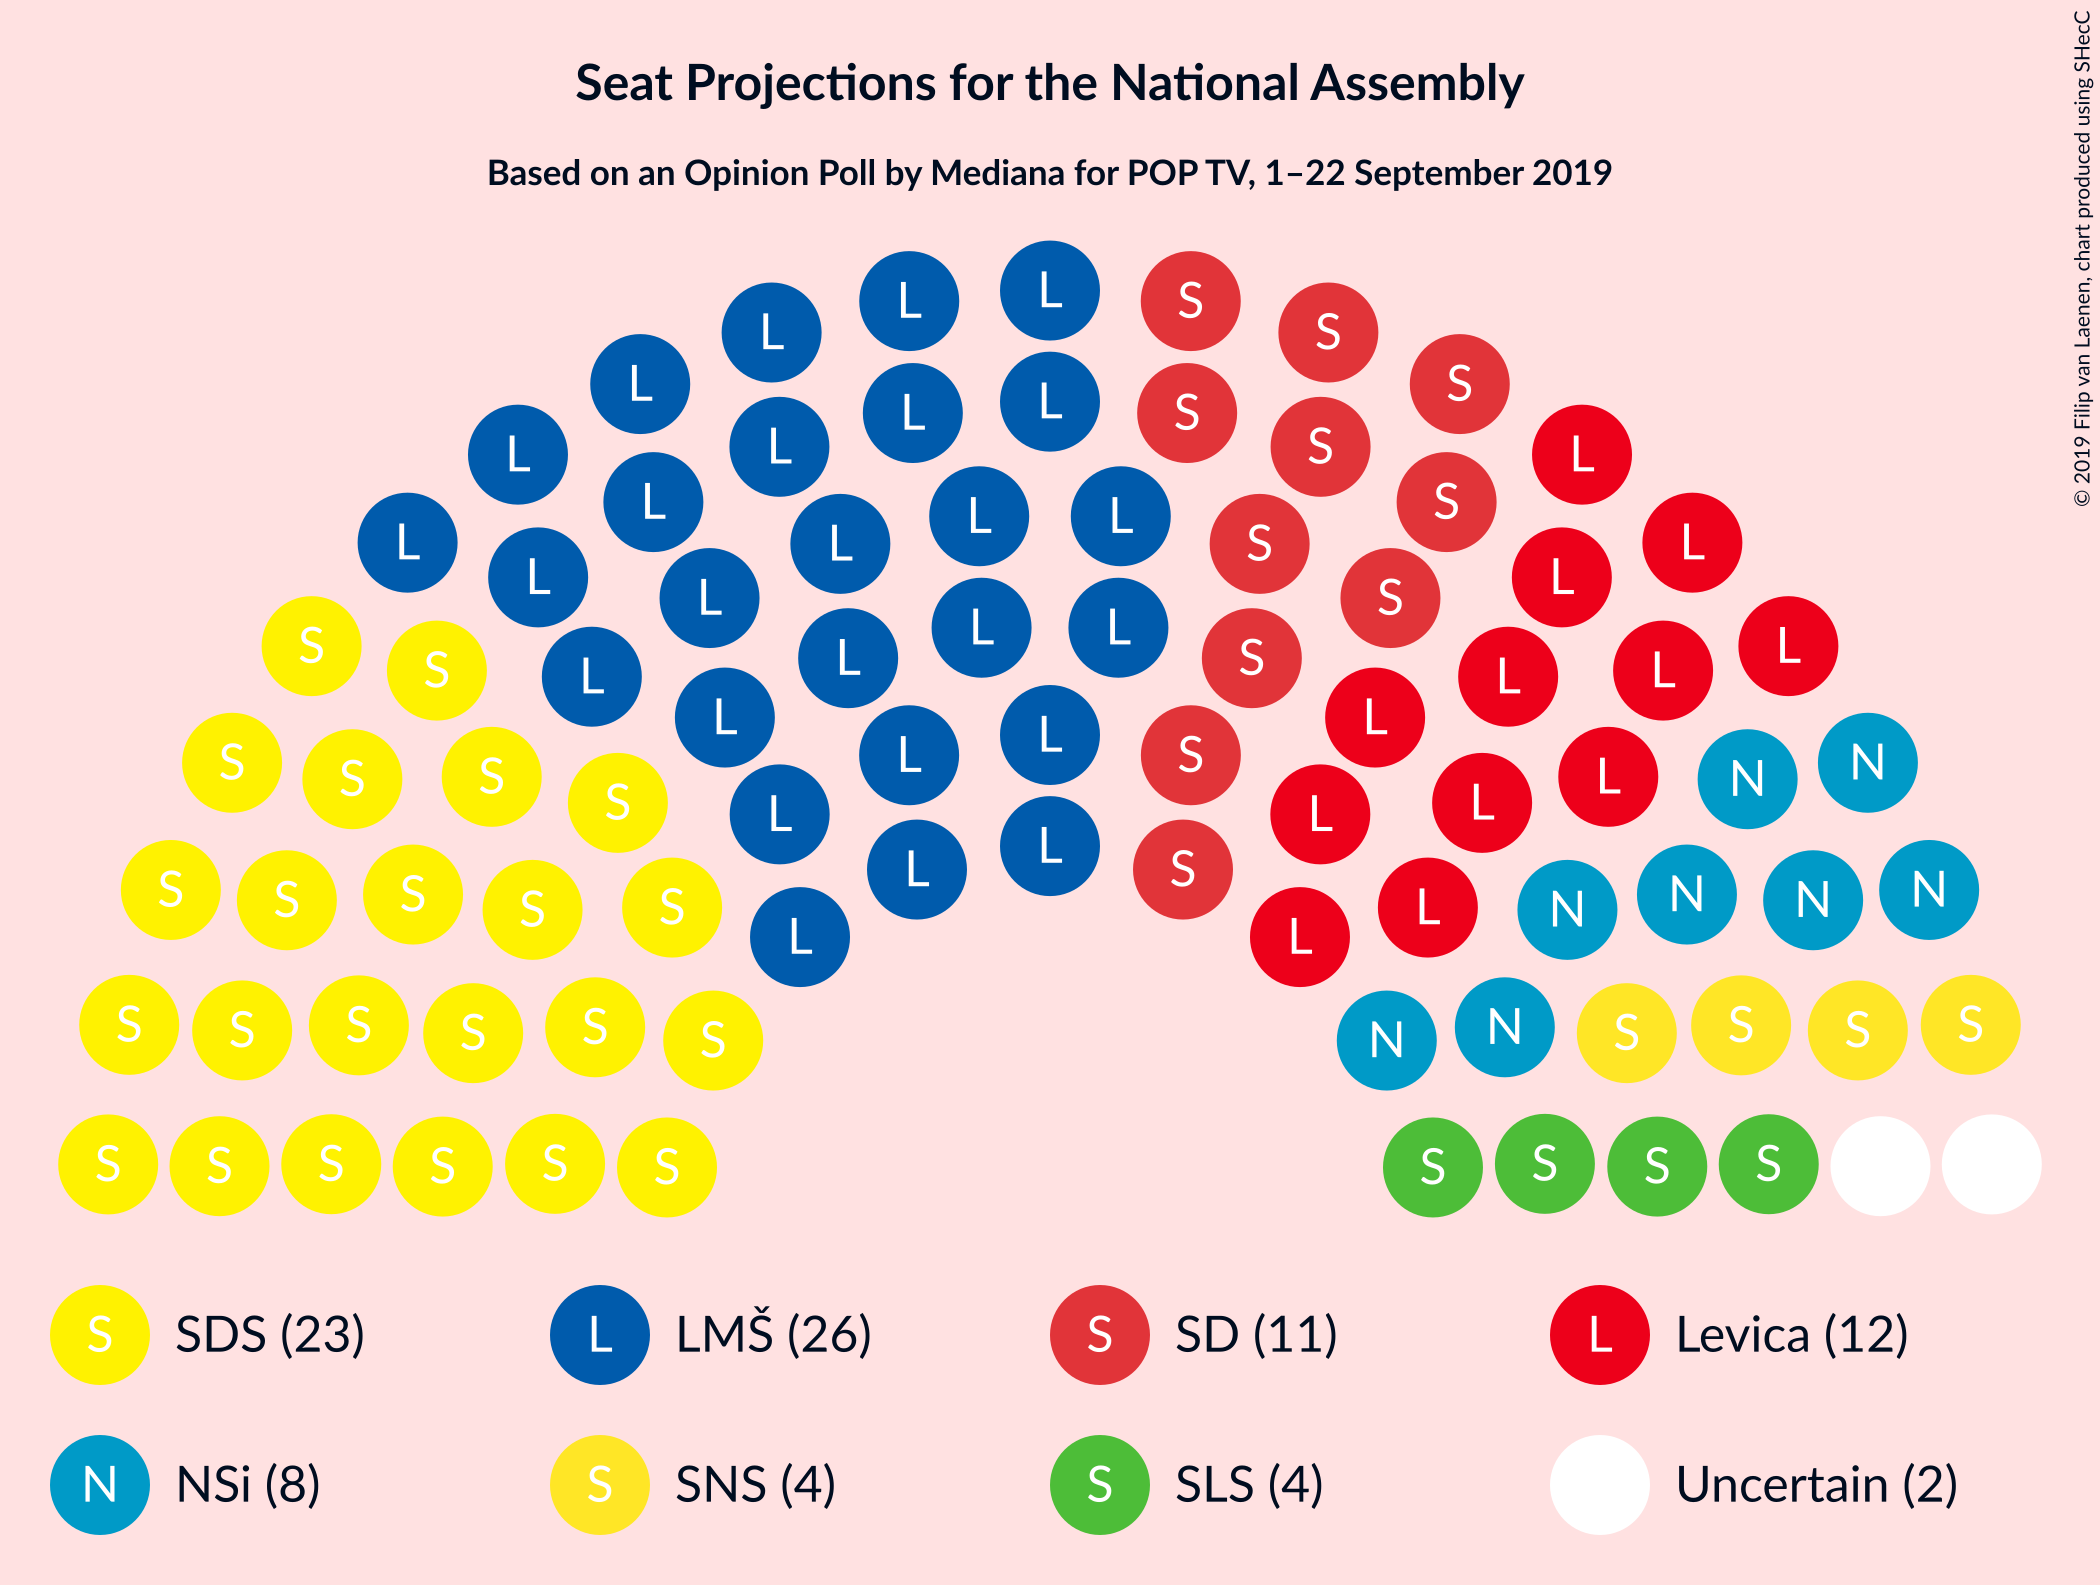 Seat Projections for the National Assembly
Based on an Opinion Poll by Mediana for POP TV, 1–22 September 2019
© 2019 Filip van Laenen, chart produced using SHecC
L
L L S S
L L S
L L L S S
L L L
L L S S
L L L L
L L S S
L L L L
S L L S L
S S L L L L L
L L S
S S S S L L L L N N
L L S
S S S S S L L N N N N
L L
S S S S S S N N S S S S
S S S S S S S S S S
S SDS (23) L LMŠ (26) S SD (11) L Levica (12)
N NSi (8) S SNS (4) S SLS (4) Uncertain (2)